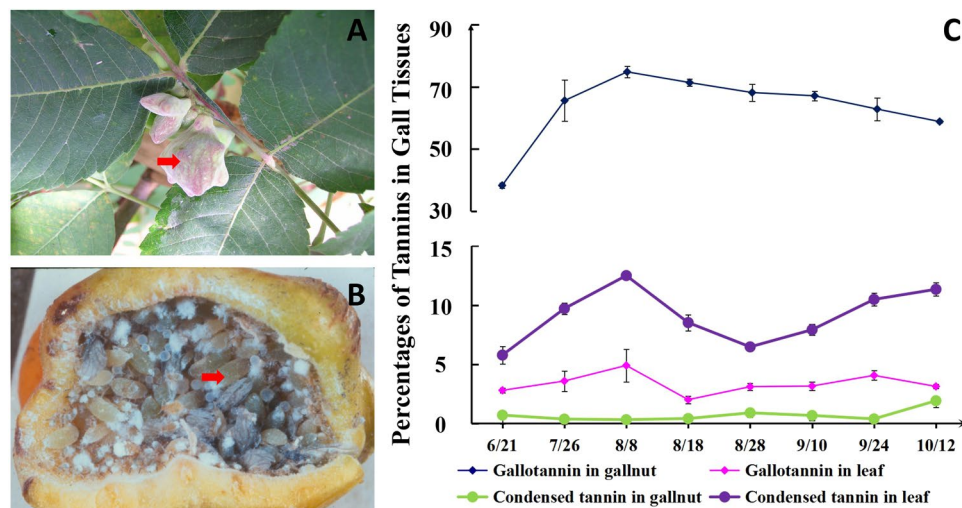 A
B
C
Percentages of Tannins in Gall Tissues
90
70
50
30
15
10
5
0
6/21 7/26 8/8 8/18 8/28 9/10 9/24 10/12
Gallotannin in gallnut Gallotannin in leaf
Condensed tannin in gallnut Condensed tannin in leaf